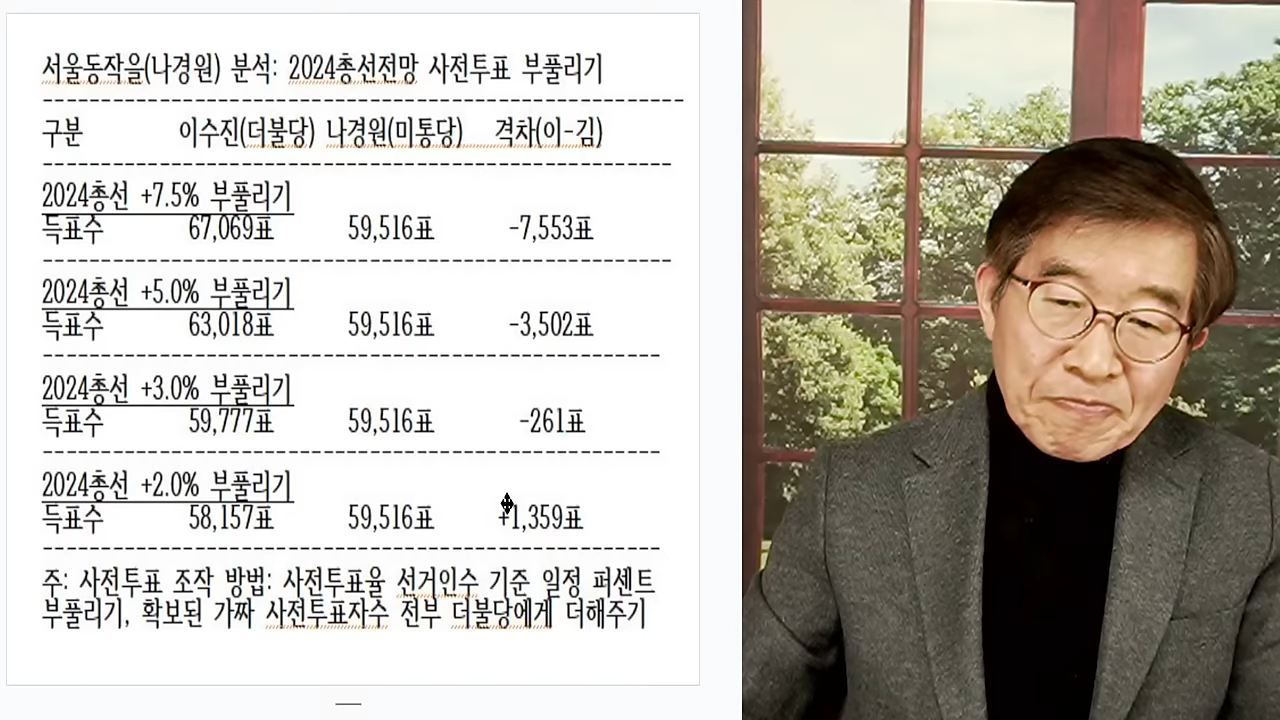 서울동작을(나경원) 분석: 2024총선전망 사전투표 부풀리기
구분 이수진(더불당) 나경원(미통당) 격차(이-김)
2024총선 +7.5% 부풀리기
득표수 67,069표 59,516표 -7,553표
2024총선 +5.0% 부풀리기
득표수 63,018표 59,516표 -3,502표
2024총선 +3.0% 부풀리기
득표수 59,777표 59,516표 -261표
2024총선 +2.0% 부풀리기
득표수 58,157표 59,516표 +1,359표
주: 사전투표 조작 방법: 사전투표율 선거인수 기준 일정 퍼센트
부풀리기, 확보된 가짜 사전투표자수 전부 더불당에게 더해주기